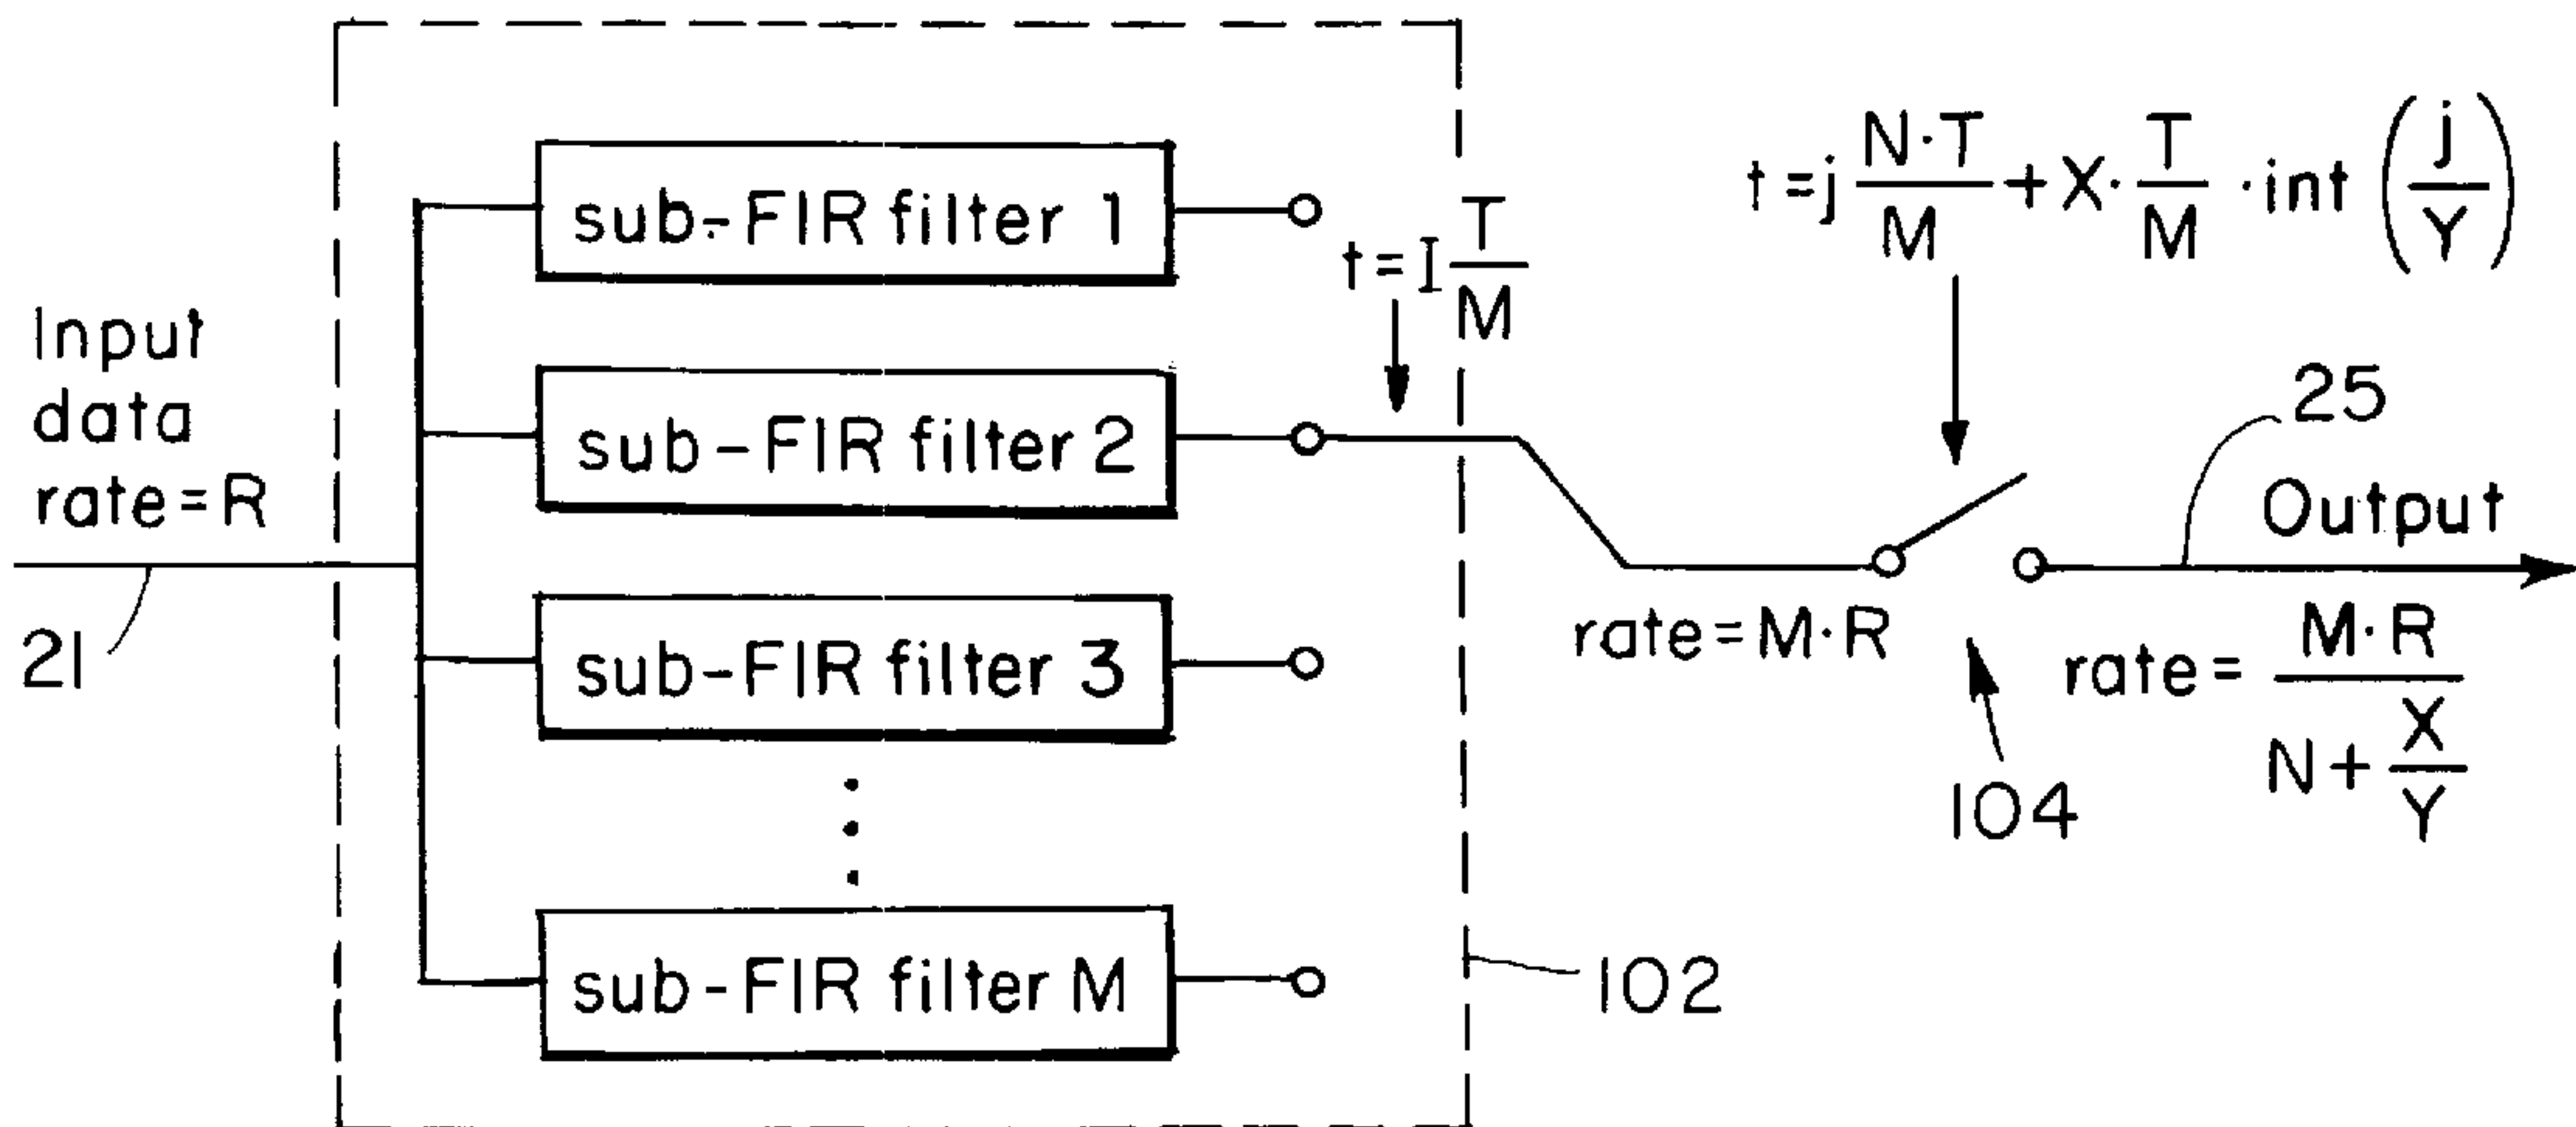 Input
data
rate=R
21
sub-FIR filter 1
sub-FIR filter 2
sub-FIR filter 3
sub-FIR filter M
t=I T/M
102
rate=M·R
t=j N·T/M + X· T/M ·int (j/Y)
104
25
Output
rate= M·R/(N+ X/Y)